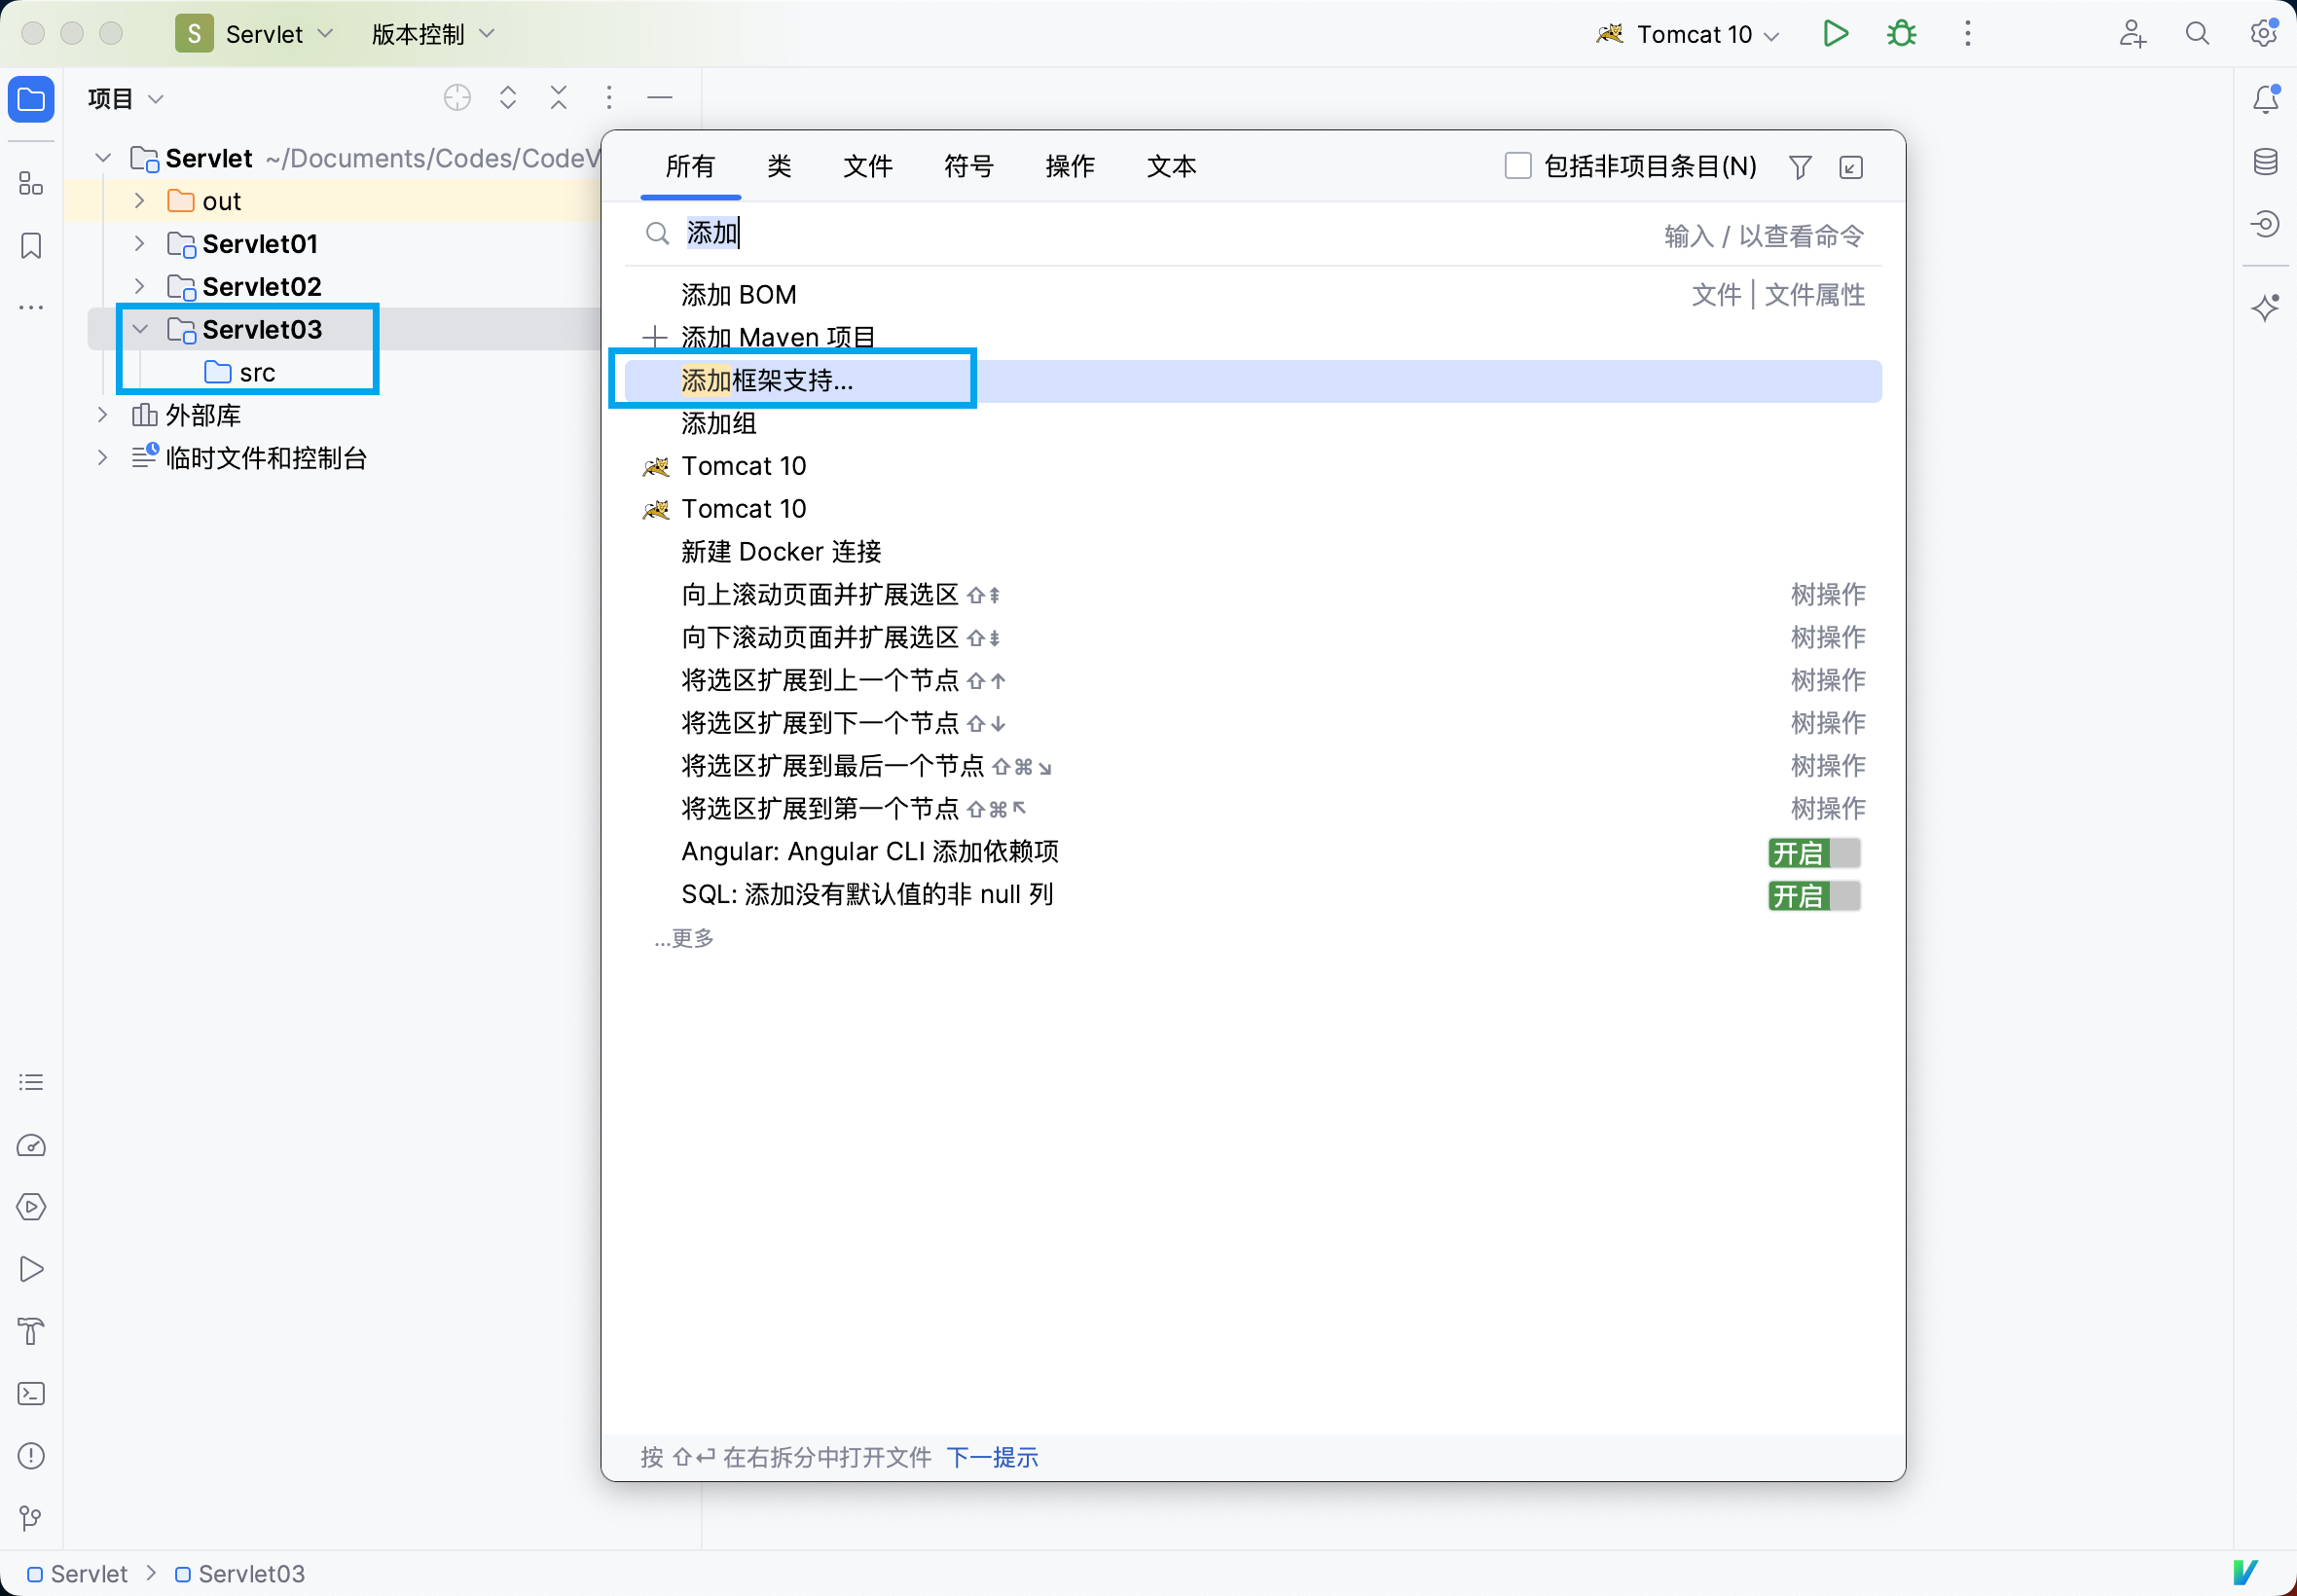 S Servlet 版本控制 Tomcat 10
项目
Servlet ~/Documents/Codes/CodeV
out
Servlet01
Servlet02
Servlet03
src
外部库
临时文件和控制台
所有 类 文件 符号 操作 文本 包括非项目条目(N)
添加 输入 / 以查看命令
添加 BOM 文件 | 文件属性
添加 Maven 项目
添加框架支持...
添加组
Tomcat 10
Tomcat 10
新建 Docker 连接
向上滚动页面并扩展选区 ⇧⇞ 树操作
向下滚动页面并扩展选区 ⇧⇟ 树操作
将选区扩展到上一个节点 ⇧↑ 树操作
将选区扩展到下一个节点 ⇧↓ 树操作
将选区扩展到最后一个节点 ⇧⌘↘ 树操作
将选区扩展到第一个节点 ⇧⌘↖ 树操作
Angular: Angular CLI 添加依赖项 开启
SQL: 添加没有默认值的非 null 列 开启
...更多
按 ⇧⏎ 在右拆分中打开文件 下一提示
Servlet > Servlet03